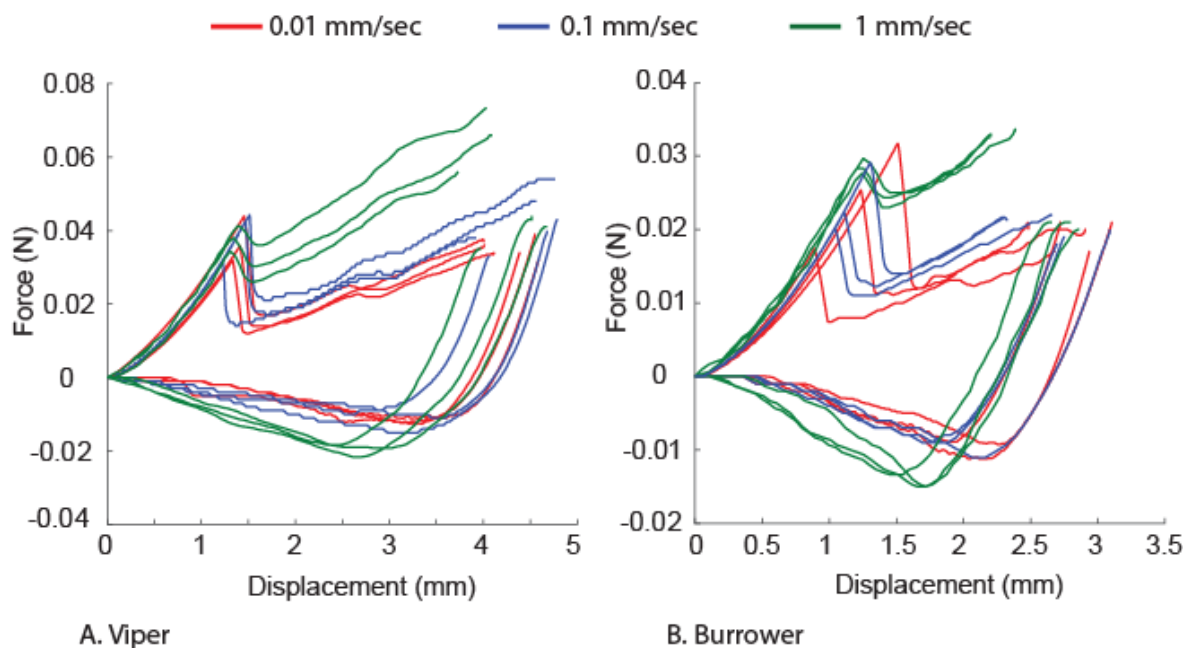 0.01 mm/sec 0.1 mm/sec 1 mm/sec
0.08
0.06
0.04
0.02
0
-0.02
-0.04
Force (N)
0 1 2 3 4 5
Displacement (mm)
A. Viper
0.04
0.03
0.02
0.01
0
-0.01
-0.02
Force (N)
0 0.5 1 1.5 2 2.5 3 3.5
Displacement (mm)
B. Burrower